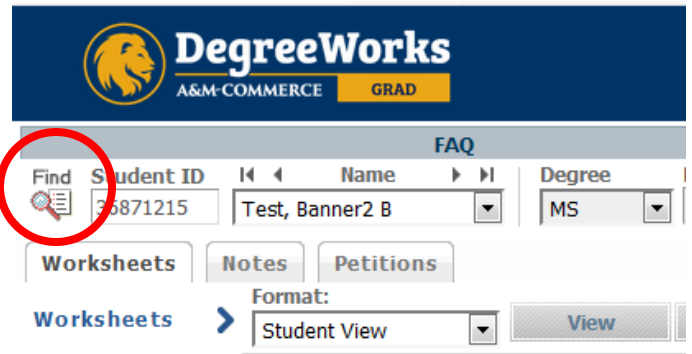 DegreeWorks
A&M-COMMERCE GRAD
FAQ
Find Student ID Name Degree
36871215 Test, Banner2 B MS
Worksheets Notes Petitions
Format:
Worksheets Student View View